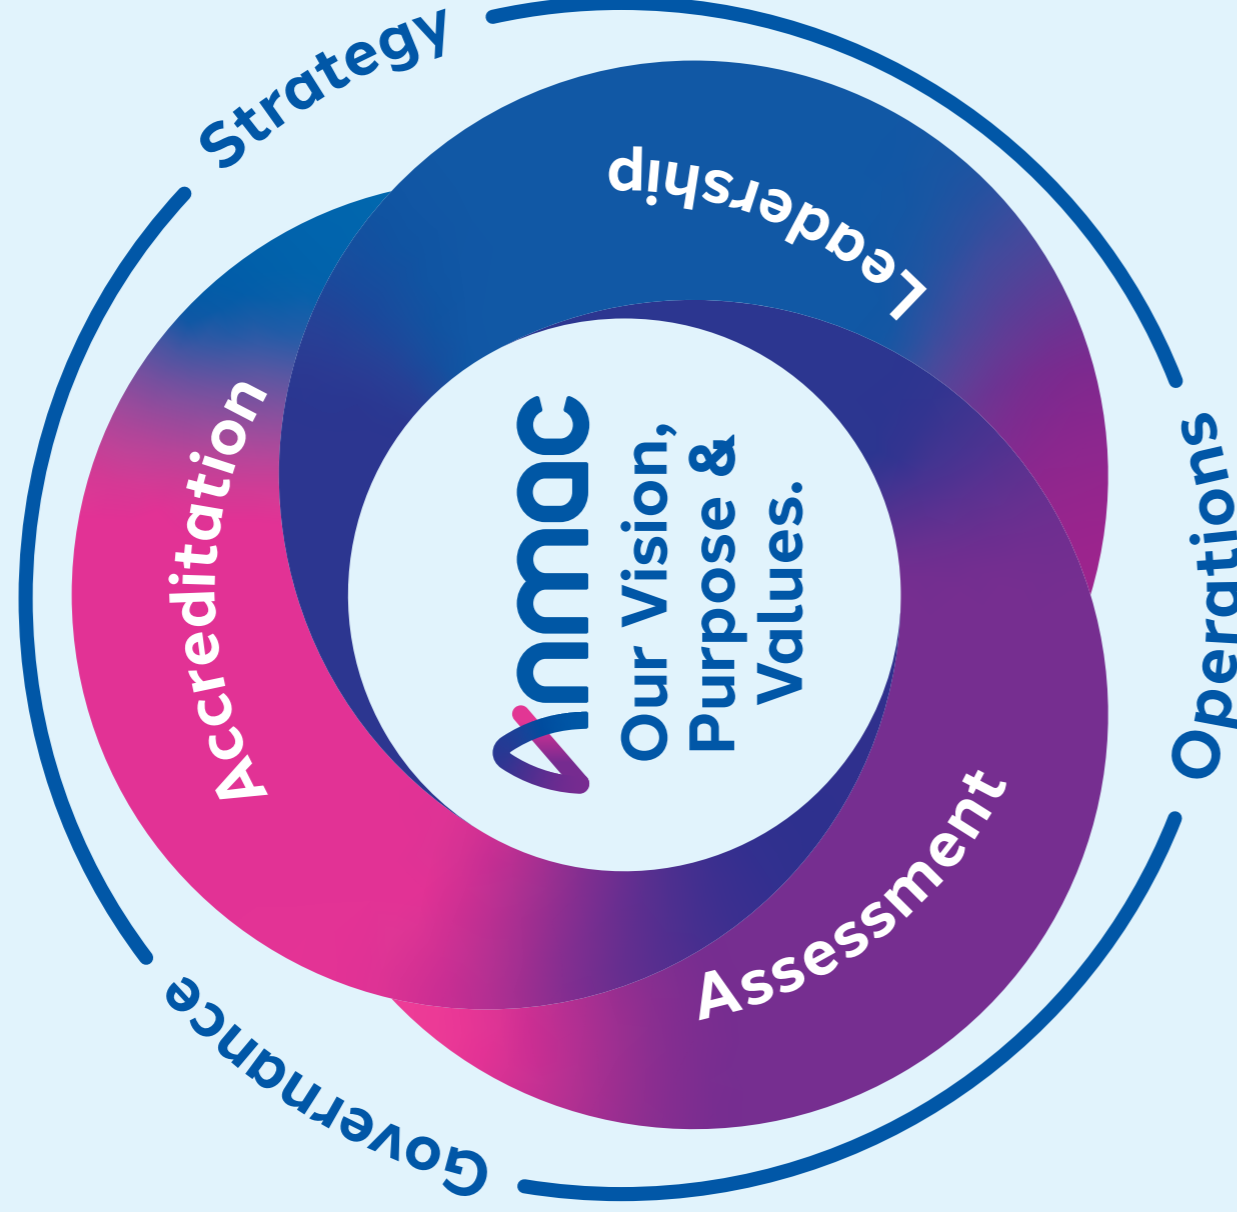 Strategy
Leadership
Accreditation
anmac
Our Vision,
Purpose &
Values.
Operations
Assessment
Governance